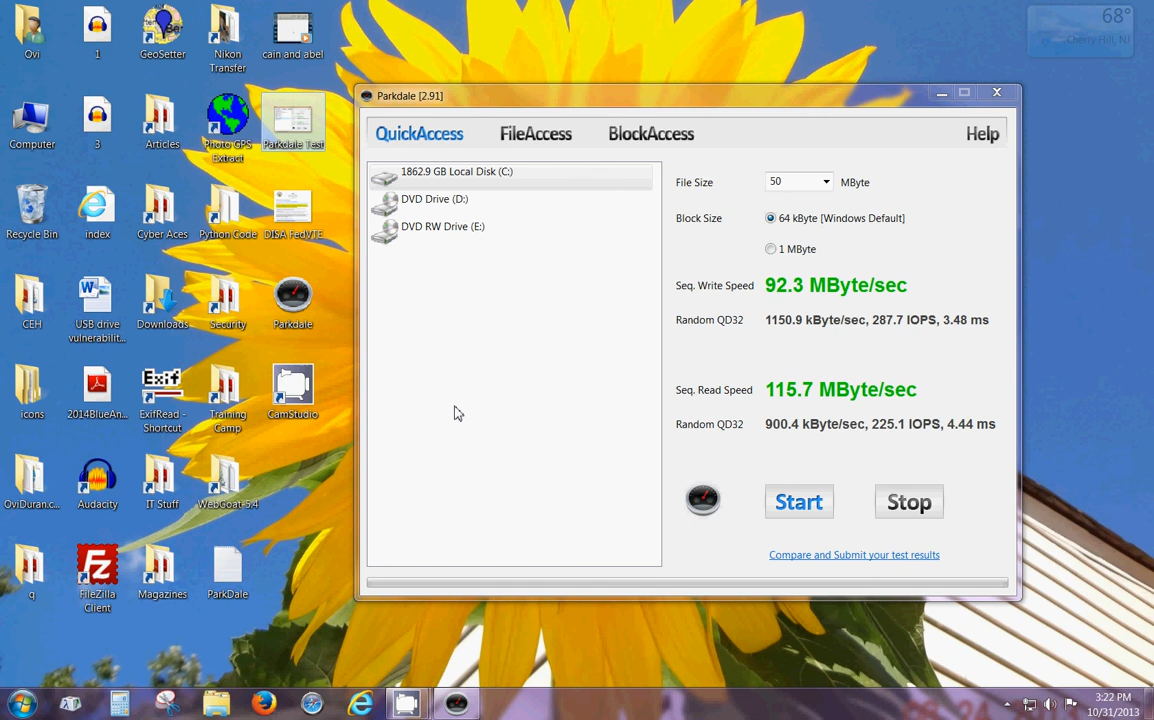 Ovi
1
GeoSetter
Nikon
Transfer
cain and abel
Computer
3
Articles
Photo GPS
Extract
Parkdale Test
Recycle Bin
index
Cyber Aces
Python Code
DISA FedVTE
CEH
USB drive
vulnerabilit...
Downloads
Security
Parkdale
icons
Exif
2014BlueAn...
ExifRead -
Shortcut
Training
Camp
CamStudio
OviDuran.c...
Audacity
IT Stuff
WebGoat-5.4
q
Fz
FileZilla
Client
Magazines
ParkDale
68°
Cherry Hill, NJ
Parkdale [2.91]
QuickAccess FileAccess BlockAccess Help
1862.9 GB Local Disk (C:)
DVD Drive (D:)
DVD RW Drive (E:)
File Size 50 MByte
Block Size 64 kByte [Windows Default]
1 MByte
Seq. Write Speed 92.3 MByte/sec
Random QD32 1150.9 kByte/sec, 287.7 IOPS, 3.48 ms
Seq. Read Speed 115.7 MByte/sec
Random QD32 900.4 kByte/sec, 225.1 IOPS, 4.44 ms
Start Stop
Compare and Submit your test results
3:22 PM
10/31/2013